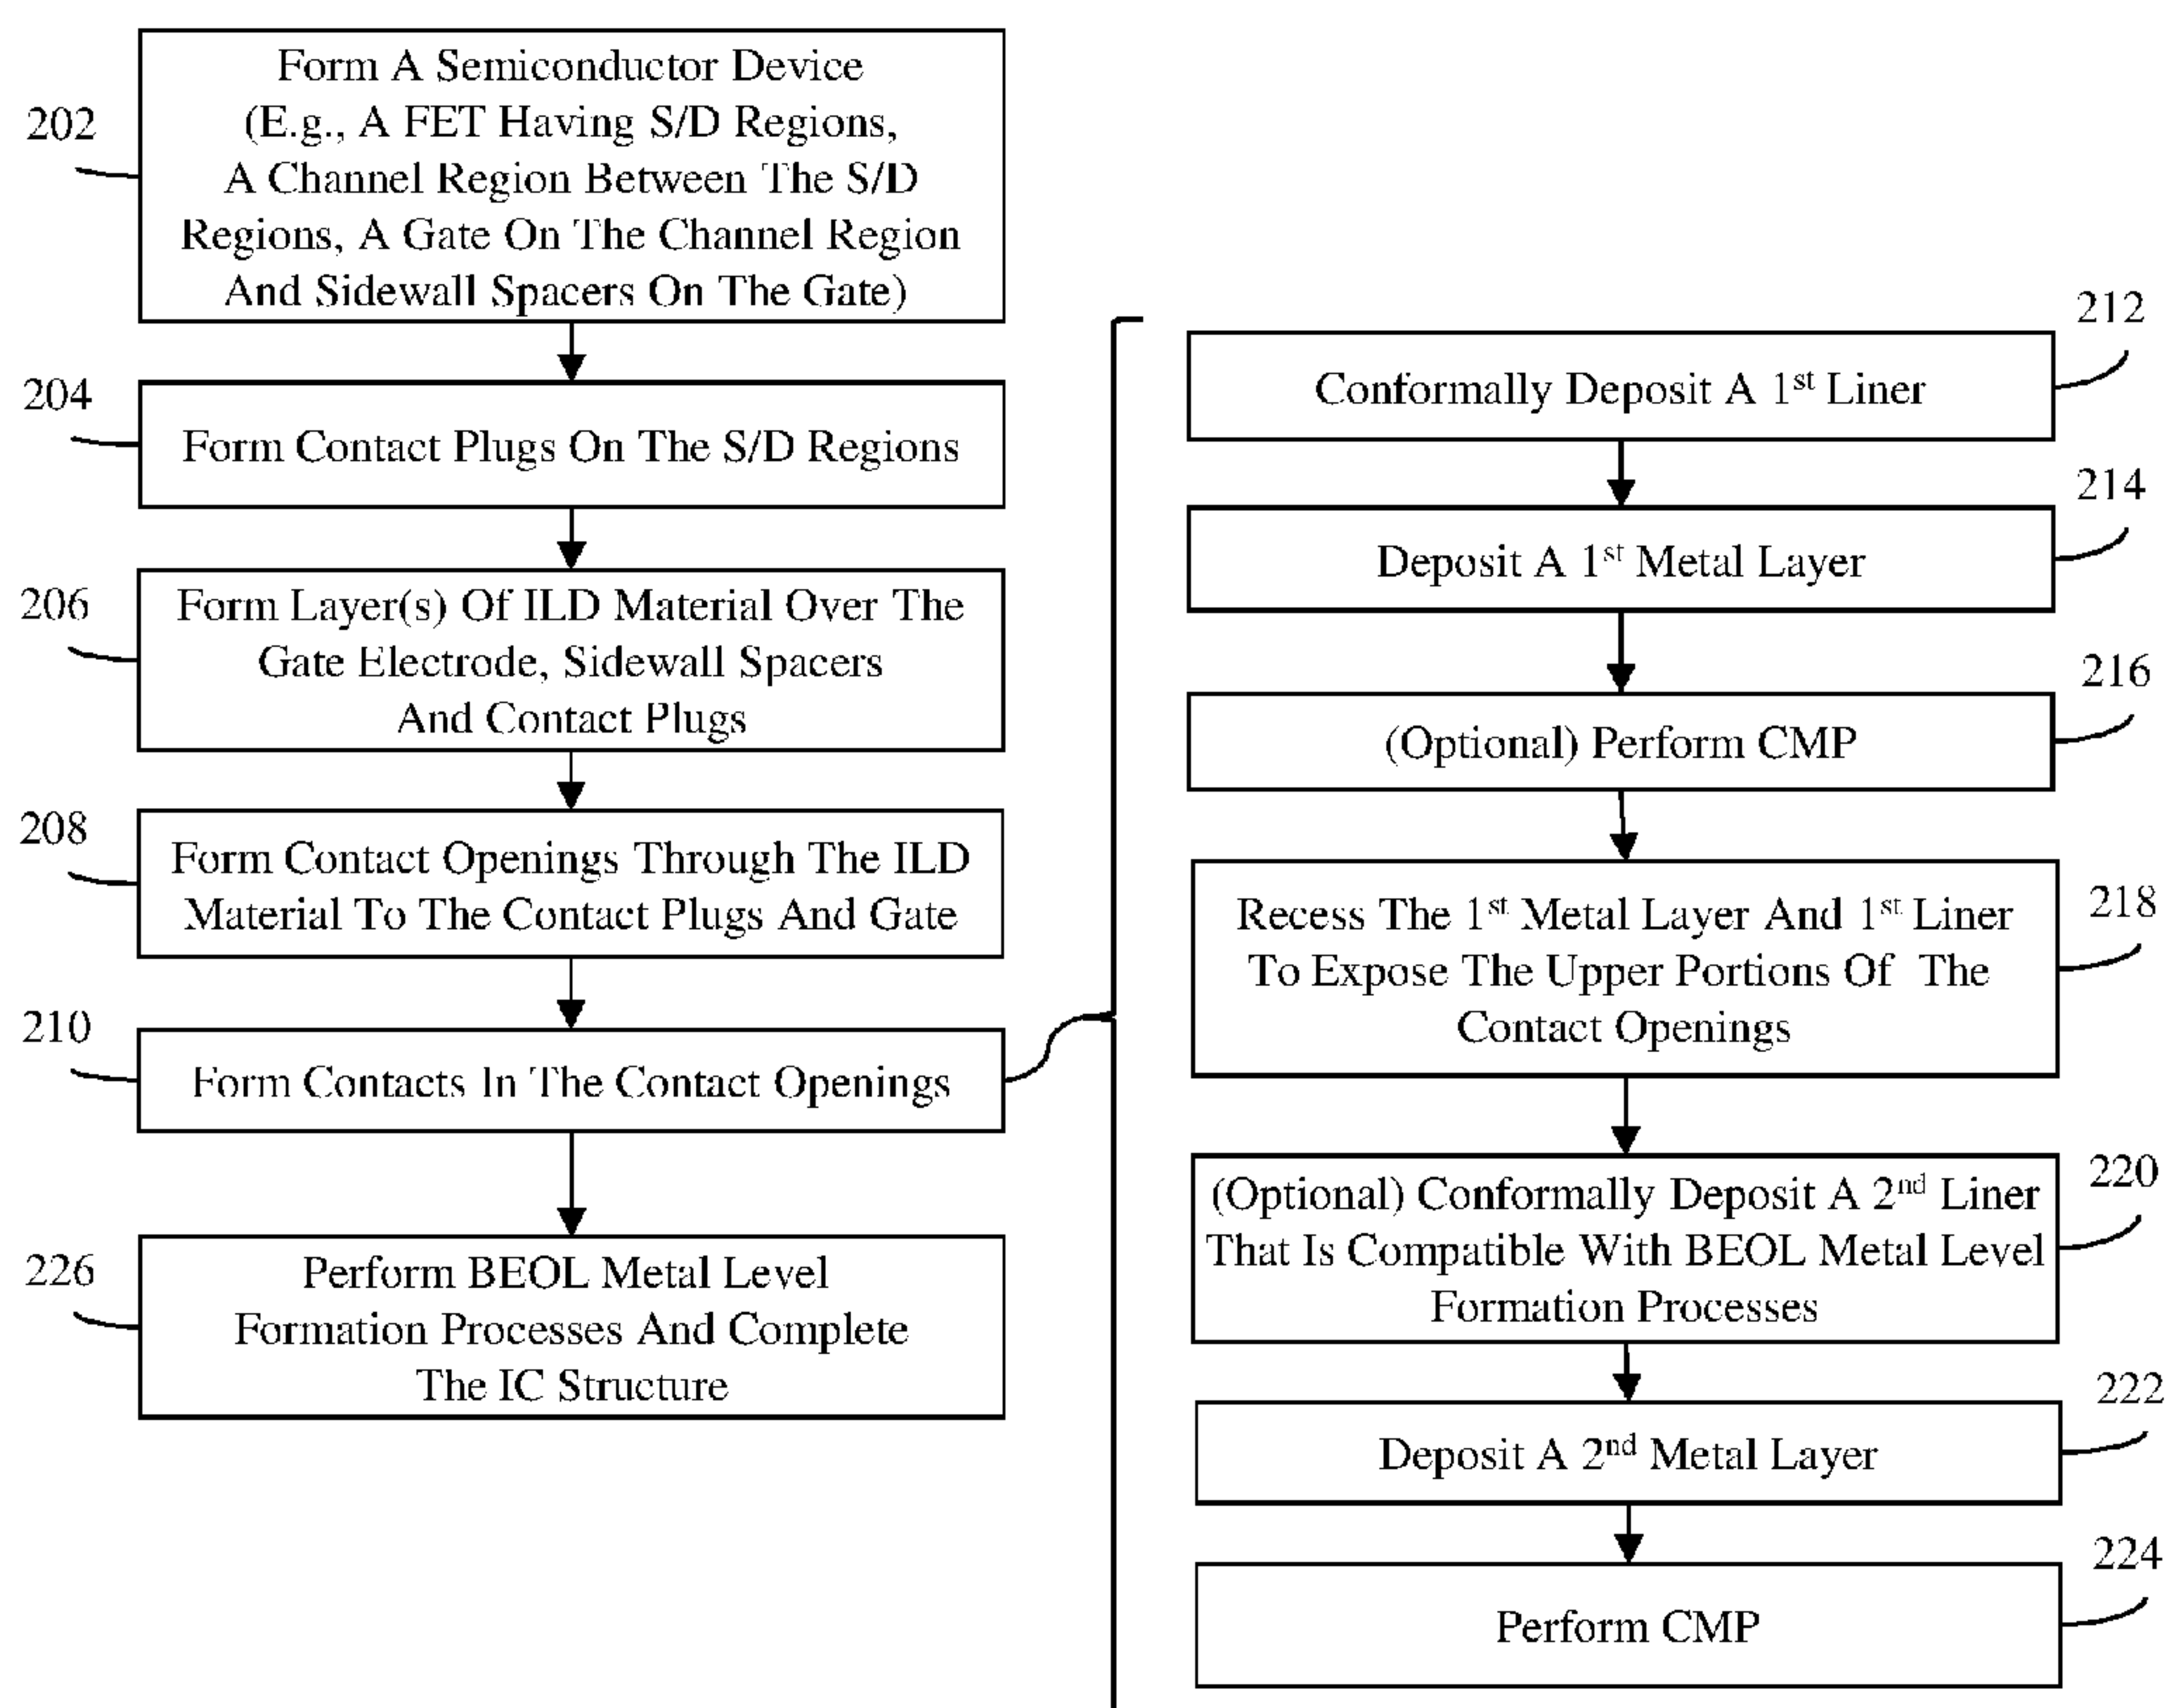 202
Form A Semiconductor Device
(E.g., A FET Having S/D Regions,
A Channel Region Between The S/D
Regions, A Gate On The Channel Region
And Sidewall Spacers On The Gate)
204
Form Contact Plugs On The S/D Regions
206
Form Layer(s) Of ILD Material Over The
Gate Electrode, Sidewall Spacers
And Contact Plugs
208
Form Contact Openings Through The ILD
Material To The Contact Plugs And Gate
210
Form Contacts In The Contact Openings
226
Perform BEOL Metal Level
Formation Processes And Complete
The IC Structure
212
Conformally Deposit A 1st Liner
214
Deposit A 1st Metal Layer
216
(Optional) Perform CMP
218
Recess The 1st Metal Layer And 1st Liner
To Expose The Upper Portions Of The
Contact Openings
220
(Optional) Conformally Deposit A 2nd Liner
That Is Compatible With BEOL Metal Level
Formation Processes
222
Deposit A 2nd Metal Layer
224
Perform CMP